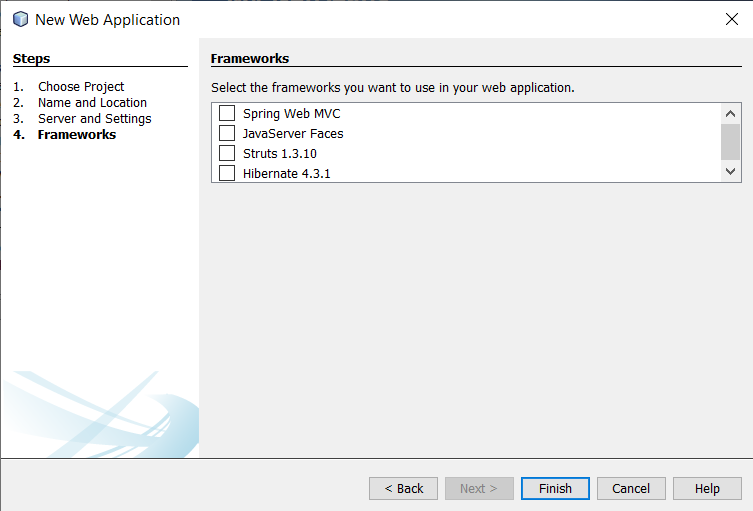 New Web Application
Steps
1. Choose Project
2. Name and Location
3. Server and Settings
4. Frameworks
Frameworks
Select the frameworks you want to use in your web application.
Spring Web MVC
JavaServer Faces
Struts 1.3.10
Hibernate 4.3.1
< Back
Next >
Finish
Cancel
Help